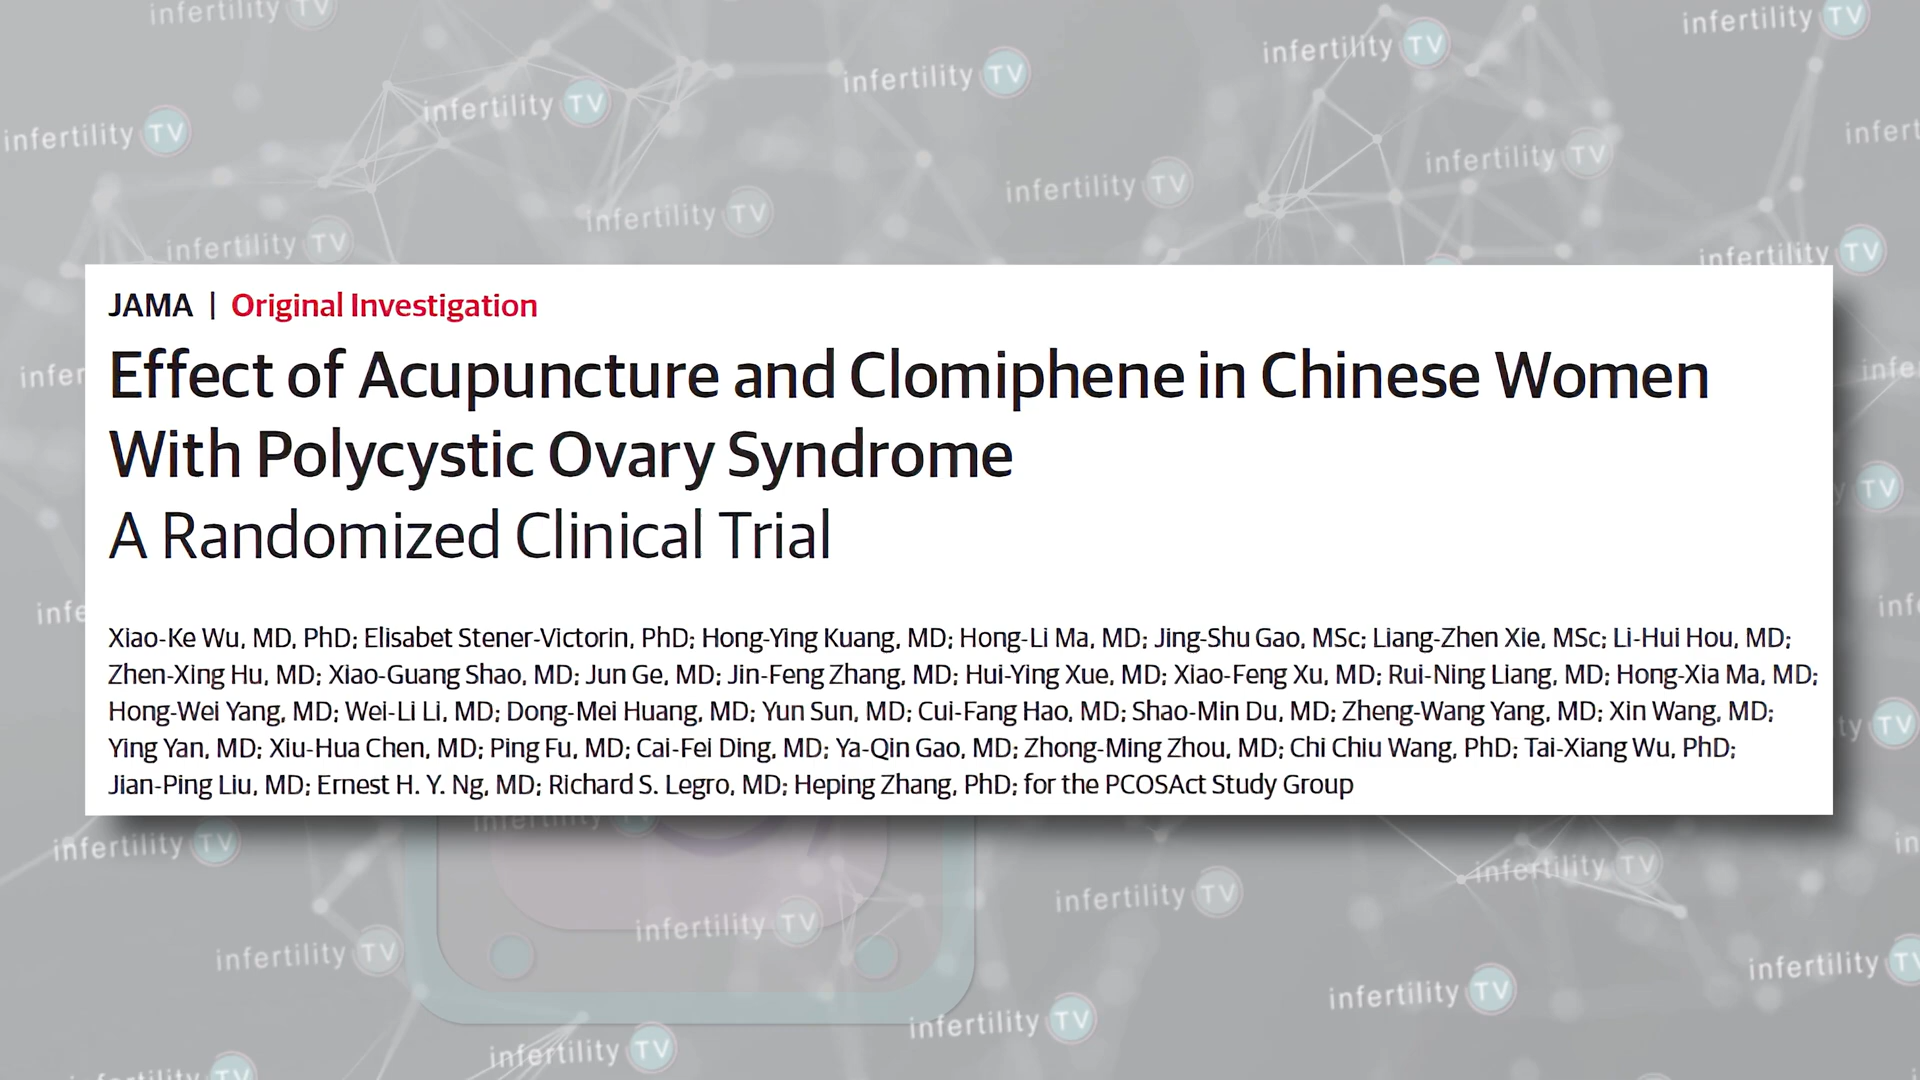 JAMA | Original Investigation
Effect of Acupuncture and Clomiphene in Chinese Women
With Polycystic Ovary Syndrome
A Randomized Clinical Trial
Xiao-Ke Wu, MD, PhD; Elisabet Stener-Victorin, PhD; Hong-Ying Kuang, MD; Hong-Li Ma, MD; Jing-Shu Gao, MSc; Liang-Zhen Xie, MSc; Li-Hui Hou, MD;
Zhen-Xing Hu, MD; Xiao-Guang Shao, MD; Jun Ge, MD; Jin-Feng Zhang, MD; Hui-Ying Xue, MD; Xiao-Feng Xu, MD; Rui-Ning Liang, MD; Hong-Xia Ma, MD;
Hong-Wei Yang, MD; Wei-Li Li, MD; Dong-Mei Huang, MD; Yun Sun, MD; Cui-Fang Hao, MD; Shao-Min Du, MD; Zheng-Wang Yang, MD; Xin Wang, MD;
Ying Yan, MD; Xiu-Hua Chen, MD; Ping Fu, MD; Cai-Fei Ding, MD; Ya-Qin Gao, MD; Zhong-Ming Zhou, MD; Chi Chiu Wang, PhD; Tai-Xiang Wu, PhD;
Jian-Ping Liu, MD; Ernest H. Y. Ng, MD; Richard S. Legro, MD; Heping Zhang, PhD; for the PCOSAct Study Group
infertility TV